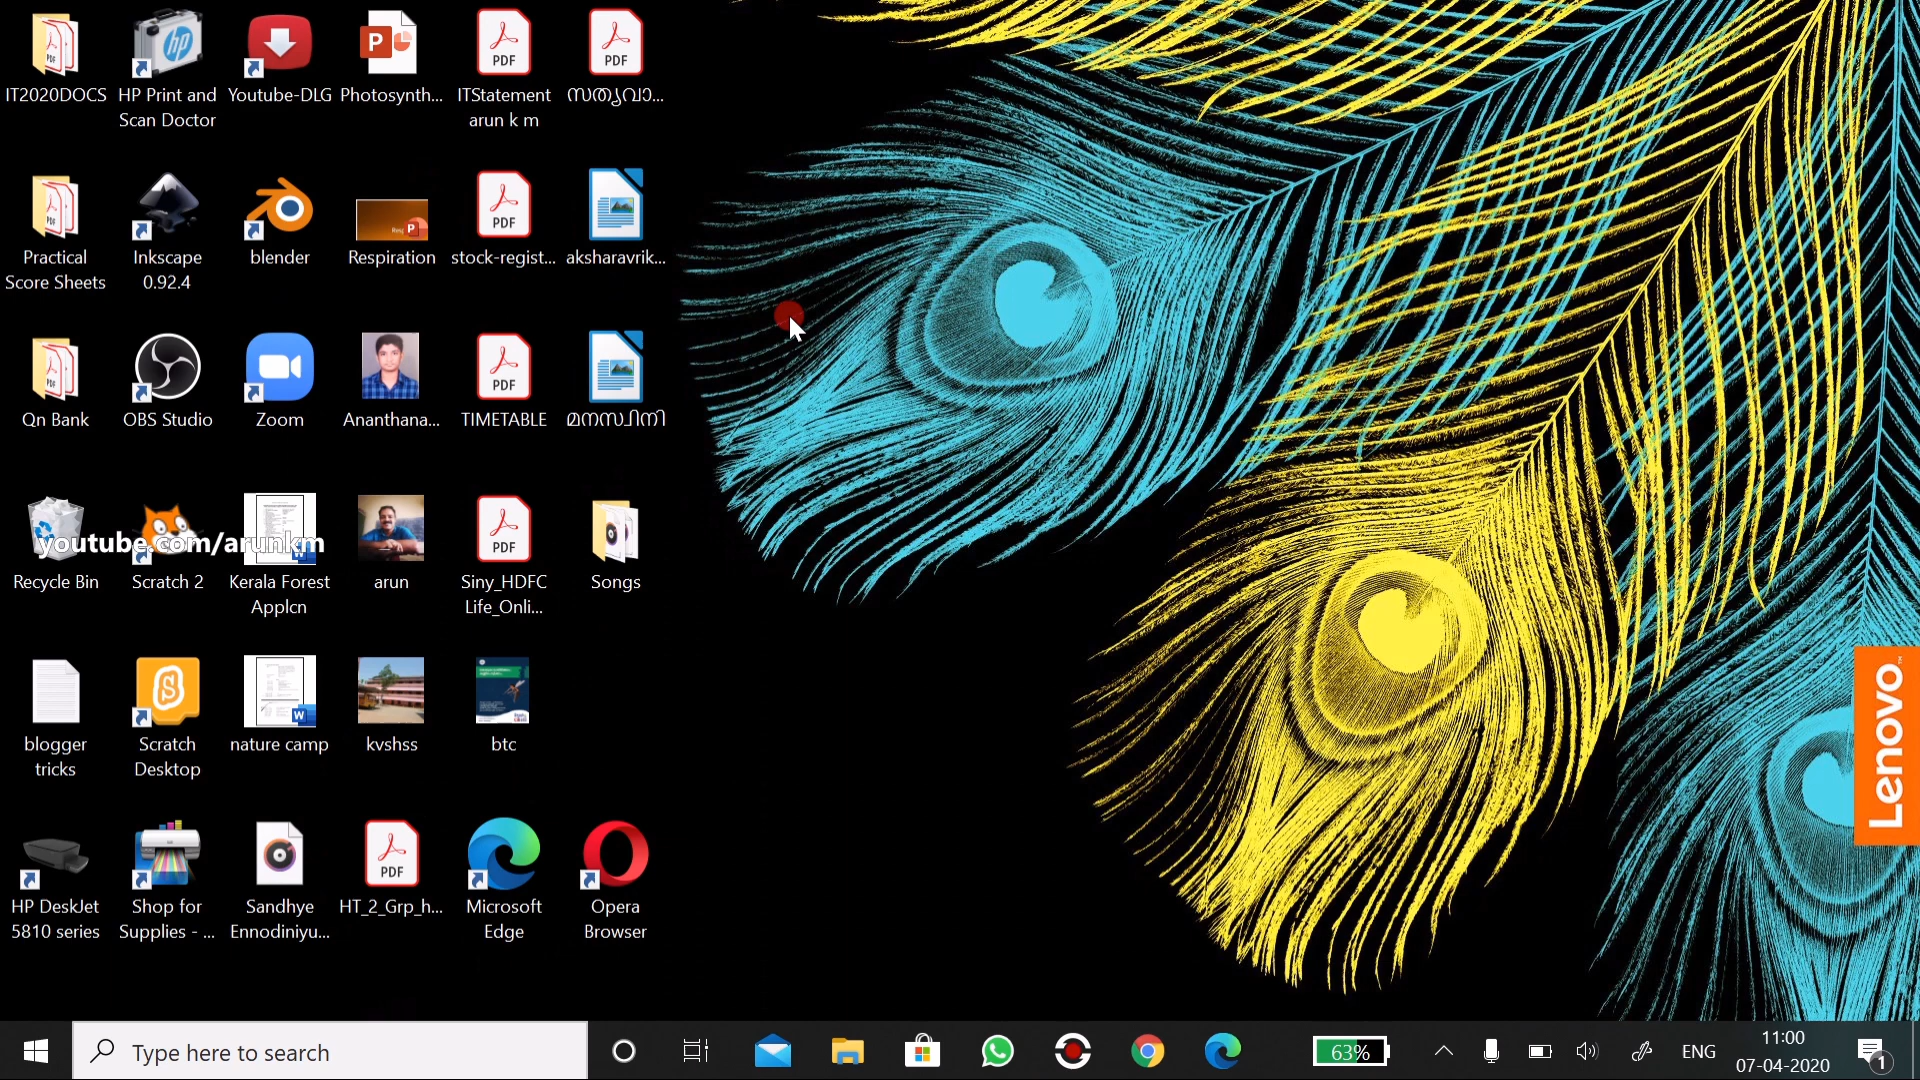 IT2020DOCS
HP Print and
Scan Doctor
Youtube-DLG
Photosynth...
ITStatement
arun k m
സത്യവാ...
Practical
Score Sheets
Inkscape
0.92.4
blender
Respiration
stock-regist...
aksharavrik...
Qn Bank
OBS Studio
Zoom
Ananthana...
TIMETABLE
മനസ്വിനി
youtube.com/arunkm
Recycle Bin
Scratch 2
Kerala Forest
Applcn
arun
Siny_HDFC
Life_Onli...
Songs
blogger
tricks
Scratch
Desktop
nature camp
kvshss
btc
HP DeskJet
5810 series
Shop for
Supplies - ...
Sandhye
Ennodiniyu...
HT_2_Grp_h...
Microsoft
Edge
Opera
Browser
PDF
PDF
PDF
PDF
PDF
PDF
Lenovo
Type here to search
63%
ENG
11:00
07-04-2020
1